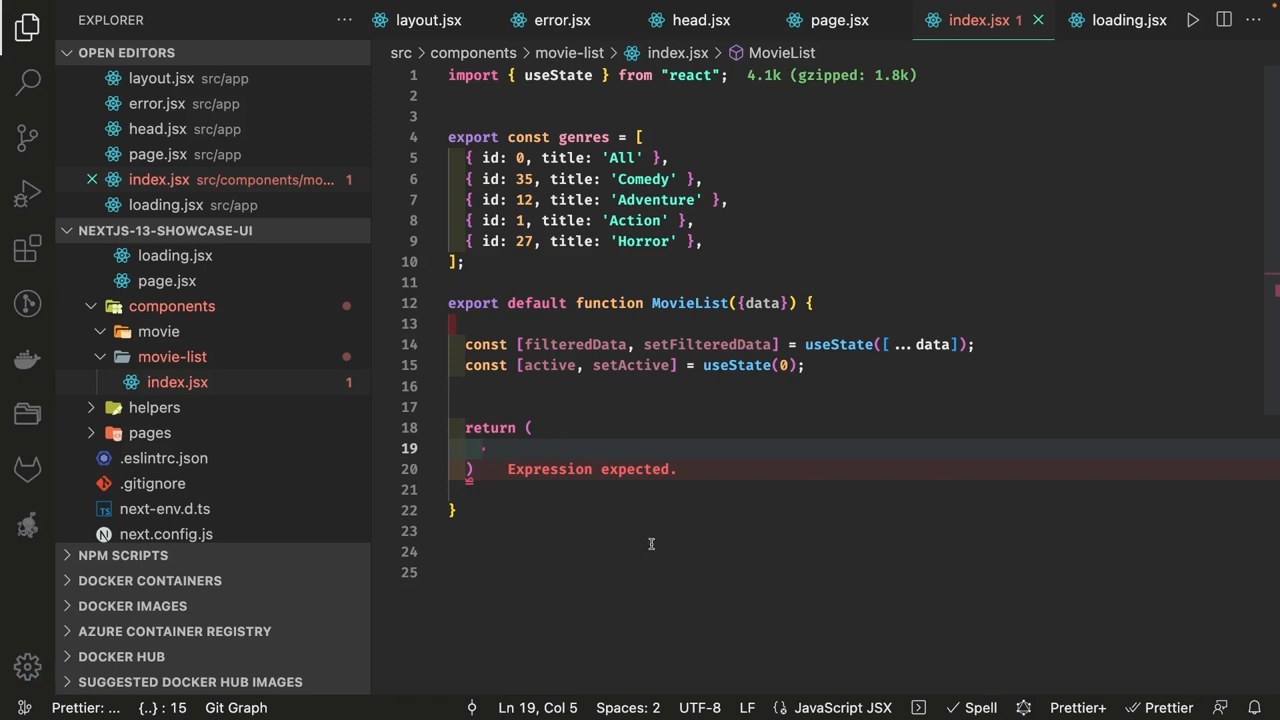 EXPLORER
OPEN EDITORS
layout.jsx src/app
error.jsx src/app
head.jsx src/app
page.jsx src/app
index.jsx src/components/mo... 1
loading.jsx src/app
NEXTJS-13-SHOWCASE-UI
loading.jsx
page.jsx
components
movie
movie-list
index.jsx 1
helpers
pages
.eslintrc.json
.gitignore
next-env.d.ts
next.config.js
NPM SCRIPTS
DOCKER CONTAINERS
DOCKER IMAGES
AZURE CONTAINER REGISTRY
DOCKER HUB
SUGGESTED DOCKER HUB IMAGES
layout.jsx error.jsx head.jsx page.jsx index.jsx 1 loading.jsx
src > components > movie-list > index.jsx > MovieList
1 import { useState } from "react"; 4.1k (gzipped: 1.8k)
2
3
4 export const genres = [
5 { id: 0, title: 'All' },
6 { id: 35, title: 'Comedy' },
7 { id: 12, title: 'Adventure' },
8 { id: 1, title: 'Action' },
9 { id: 27, title: 'Horror' },
10 ];
11
12 export default function MovieList({data}) {
13
14 const [filteredData, setFilteredData] = useState([...data]);
15 const [active, setActive] = useState(0);
16
17
18 return (
19
20 ) Expression expected.
21
22 }
23
24
25
Prettier: ... {..} : 15 Git Graph Ln 19, Col 5 Spaces: 2 UTF-8 LF JavaScript JSX Spell Prettier+ Prettier